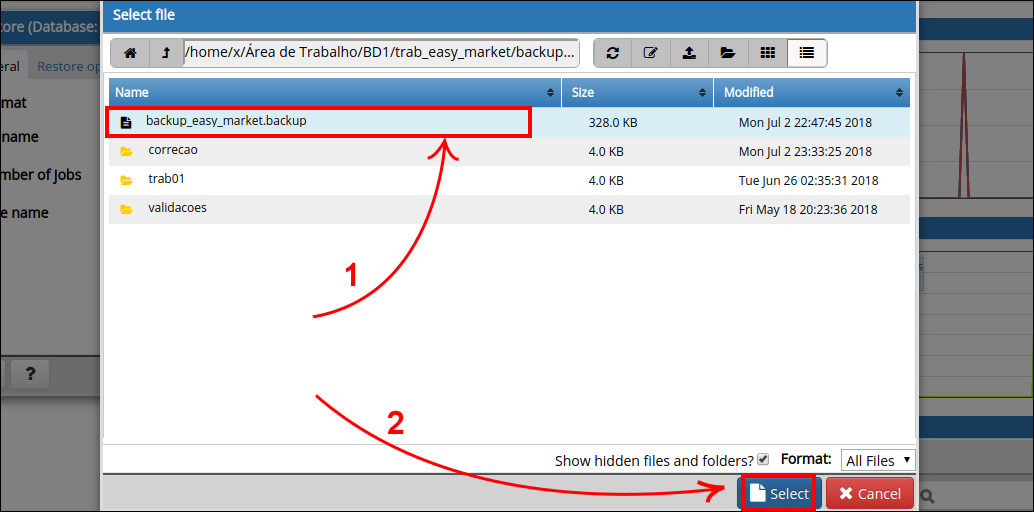 Select file
tore (Database:
/home/x/Área de Trabalho/BD1/trab_easy_market/backup...
eral
Restore op
Name
Size
Modified
mat
backup_easy_market.backup
328.0 KB
Mon Jul 2 22:47:45 2018
name
correcao
4.0 KB
Mon Jul 2 23:33:25 2018
mber of jobs
trab01
4.0 KB
Tue Jun 26 02:35:31 2018
e name
validacoes
4.0 KB
Fri May 18 20:23:36 2018
1
?
2
Show hidden files and folders?
Format:
All Files
Select
Cancel